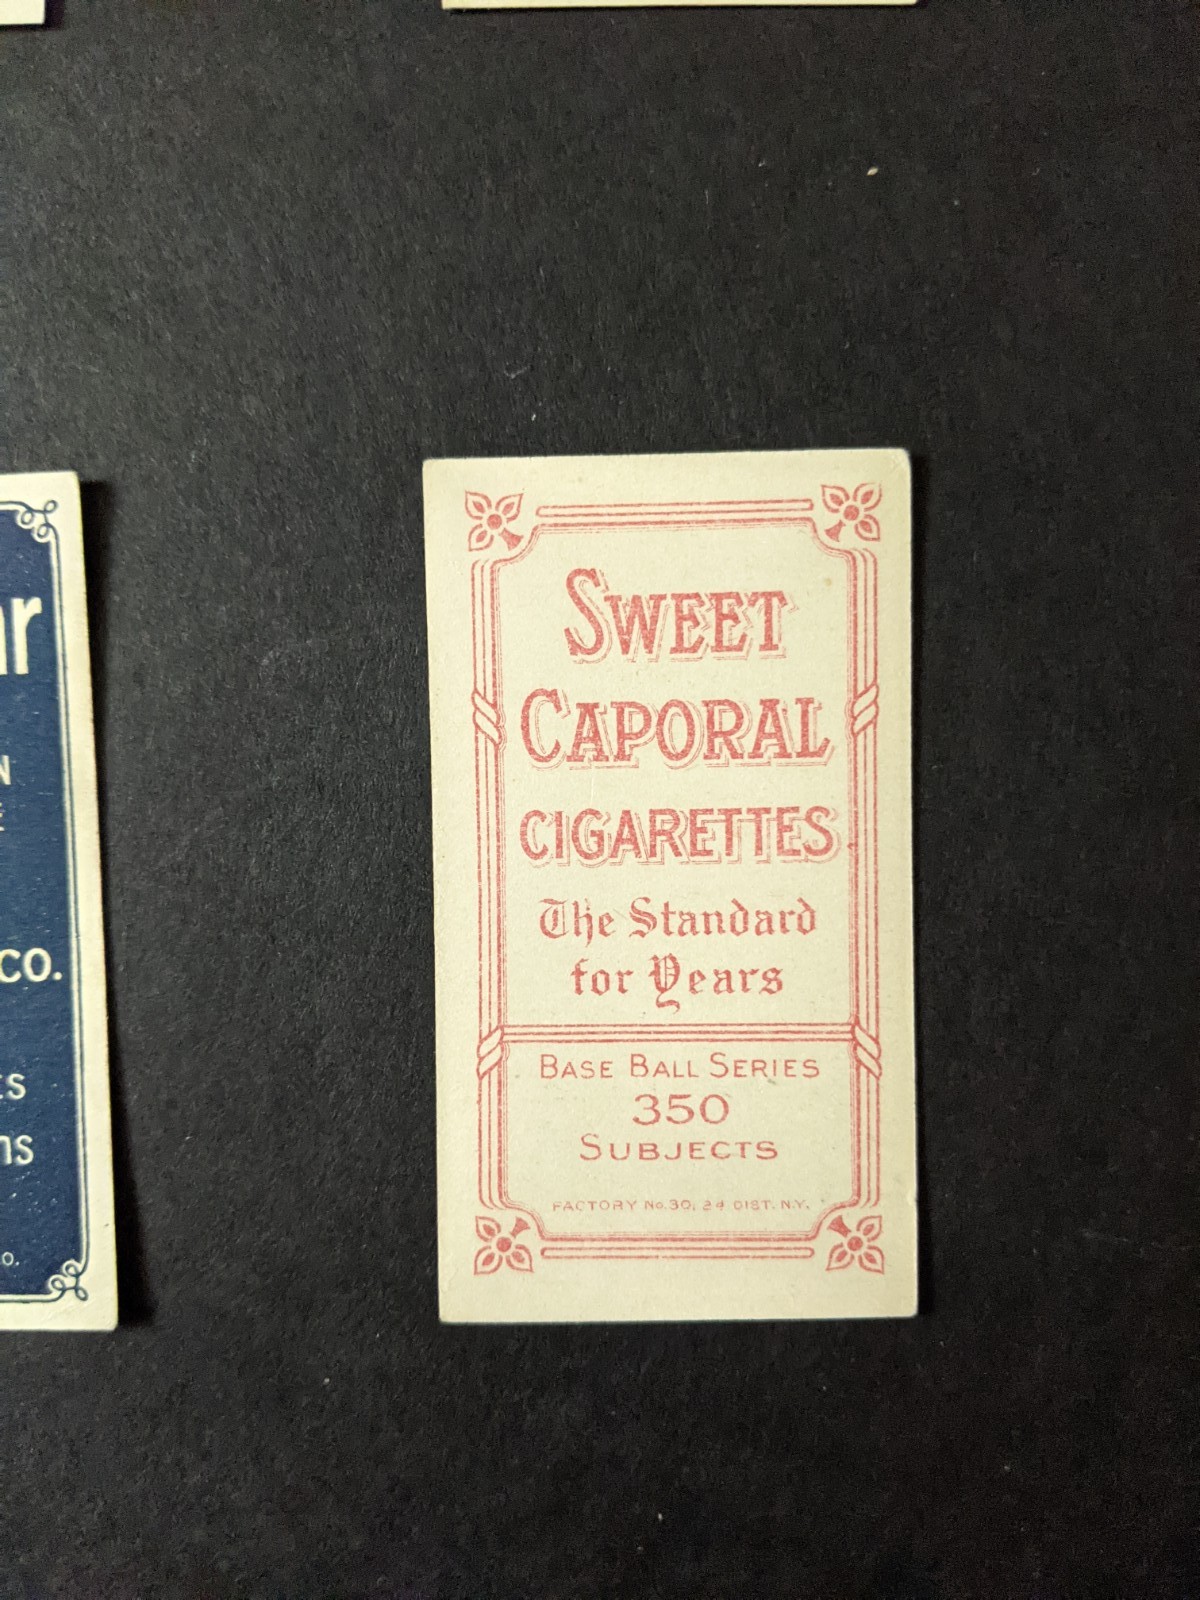 SWEET
CAPORAL
CIGARETTES
The Standard
for Years
BASE BALL SERIES
350
SUBJECTS
FACTORY No. 30, 2d DIST. N.Y.
ar
N
CO.
ES
ns
O.